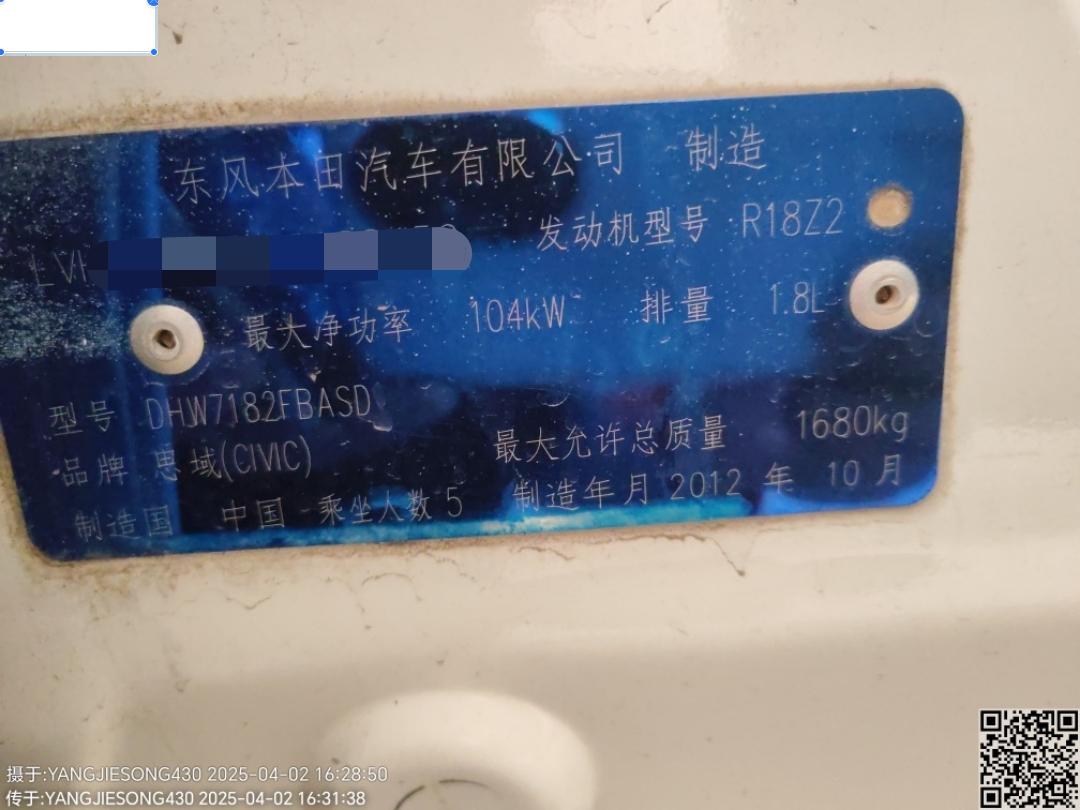 东风本田汽车有限公司 制造
发动机型号 R18Z2
最大净功率 104kW 排量 1.8L
型号 DHW7182FBASD
最大允许总质量 1680kg
品牌 思域(CIVIC)
制造国 中国 乘坐人数 5 制造年月 2012 年 10 月
摄于:YANGJIESONG430 2025-04-02 16:28:50
传于:YANGJIESONG430 2025-04-02 16:31:38